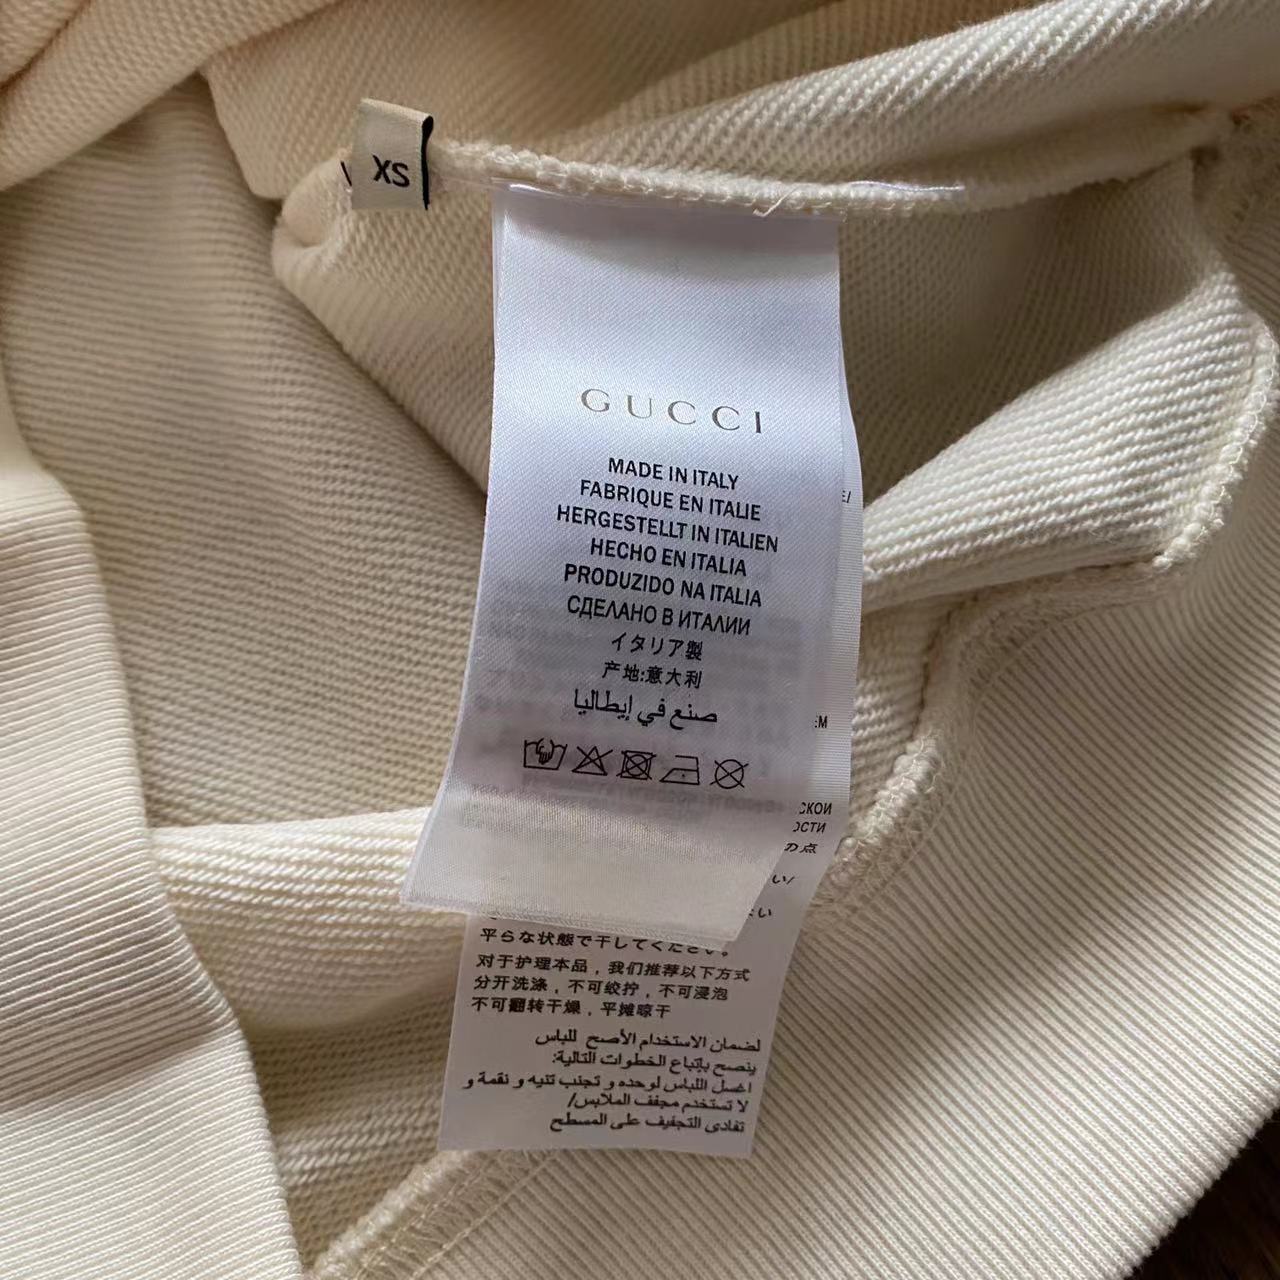 XS
GUCCI
MADE IN ITALY
FABRIQUE EN ITALIE
HERGESTELLT IN ITALIEN
HECHO EN ITALIA
PRODUZIDO NA ITALIA
СДЕЛАНО В ИТАЛИИ
イタリア製
产地:意大利
صنع في إيطاليا
平らな状態で干してください。
对于护理本品，我们推荐以下方式
分开洗涤，不可绞拧，不可浸泡
不可翻转干燥，平摊晾干
لضمان الاستخدام الأصح للباس
ينصح بإتباع الخطوات التالية:
اغسل اللباس لوحده و تجنب تنيه و نقمة و
لا تستخدم مجفف الملابس/
تفادى التجفيف على المسطح